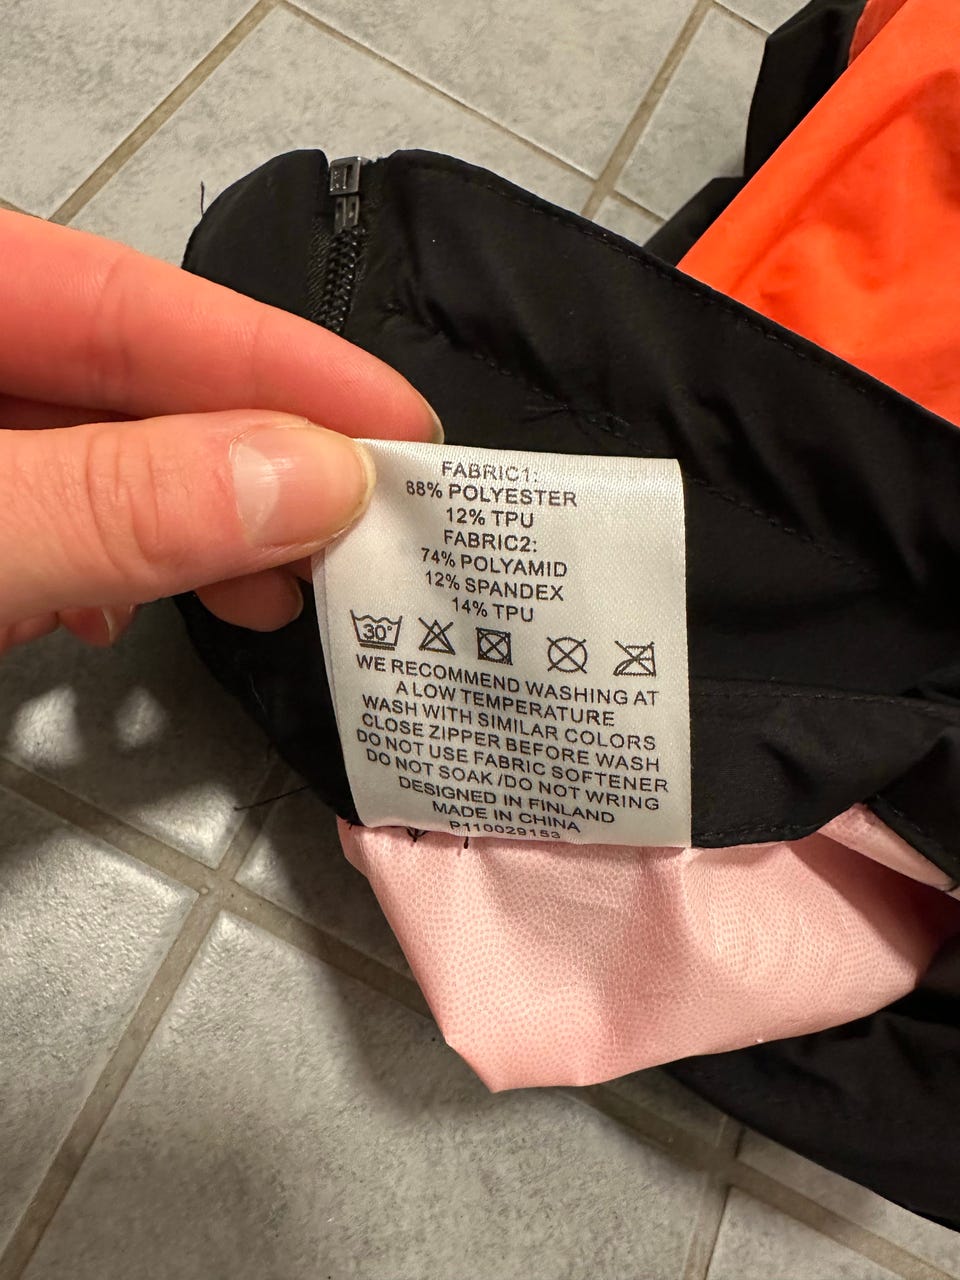 FABRIC1:
88% POLYESTER
12% TPU
FABRIC2:
74% POLYAMID
12% SPANDEX
14% TPU
30°
WE RECOMMEND WASHING AT
A LOW TEMPERATURE
WASH WITH SIMILAR COLORS
CLOSE ZIPPER BEFORE WASH
DO NOT USE FABRIC SOFTENER
DO NOT SOAK /DO NOT WRING
DESIGNED IN FINLAND
MADE IN CHINA
P110029153